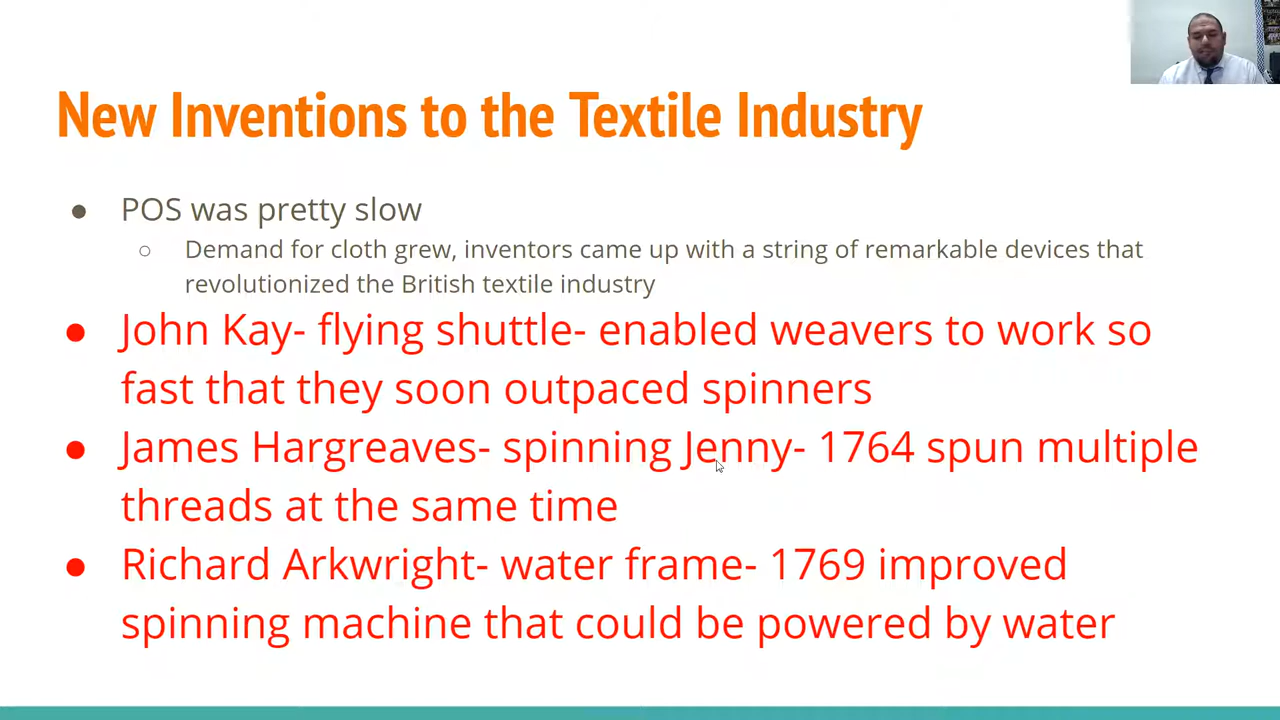 New Inventions to the Textile Industry
● POS was pretty slow
○ Demand for cloth grew, inventors came up with a string of remarkable devices that
revolutionized the British textile industry
● John Kay- flying shuttle- enabled weavers to work so
fast that they soon outpaced spinners
● James Hargreaves- spinning Jenny- 1764 spun multiple
threads at the same time
● Richard Arkwright- water frame- 1769 improved
spinning machine that could be powered by water